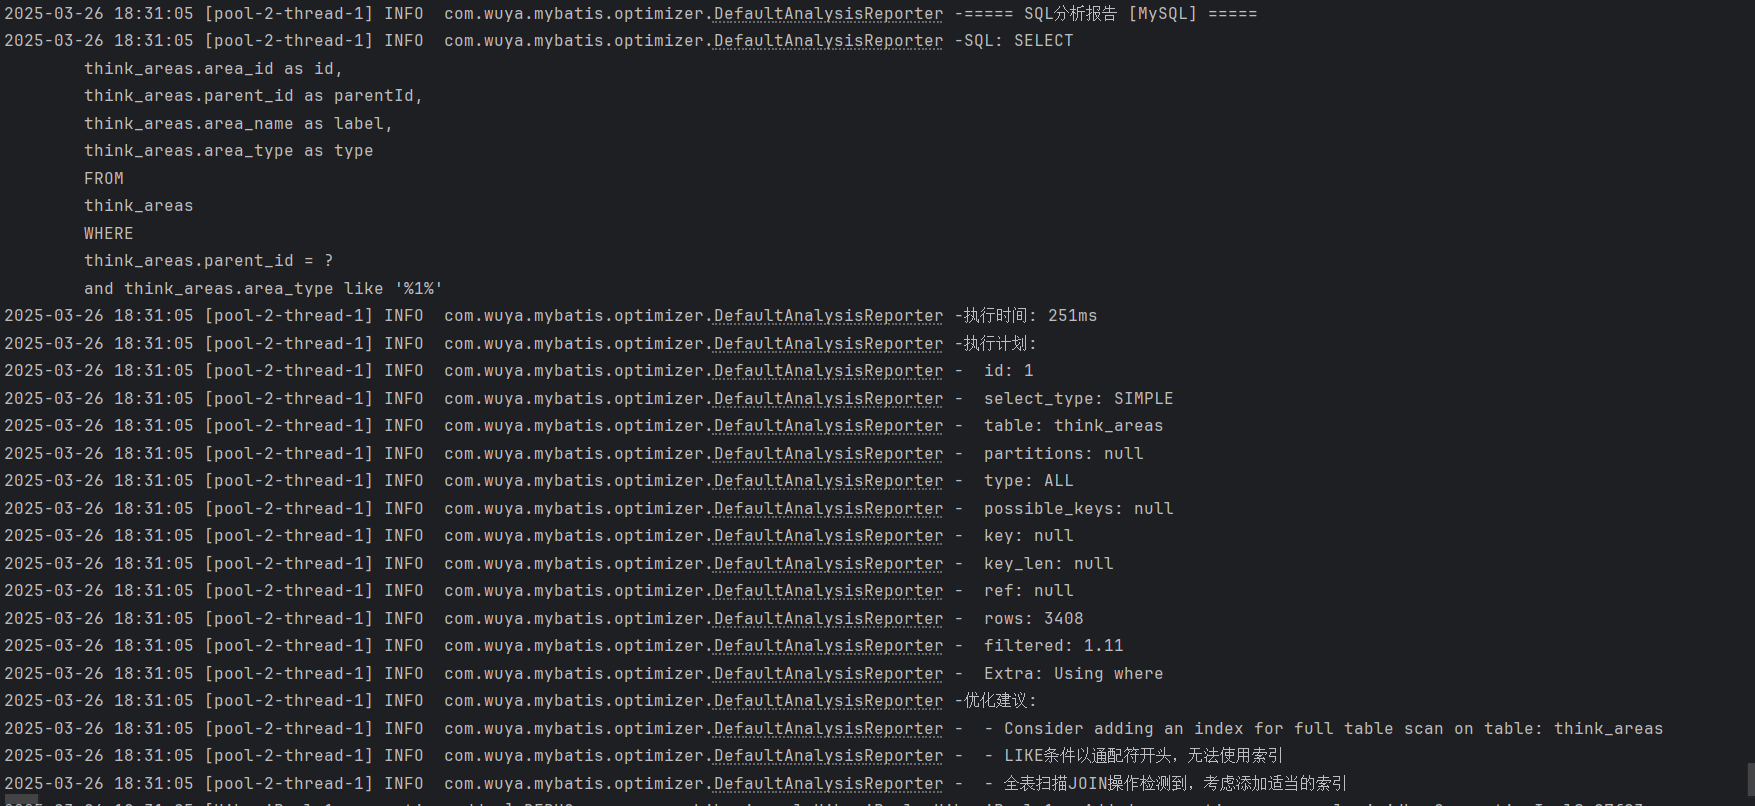 2025-03-26 18:31:05 [pool-2-thread-1] INFO  com.wuya.mybatis.optimizer.DefaultAnalysisReporter -===== SQL分析报告 [MySQL] =====
2025-03-26 18:31:05 [pool-2-thread-1] INFO  com.wuya.mybatis.optimizer.DefaultAnalysisReporter -SQL: SELECT
        think_areas.area_id as id,
        think_areas.parent_id as parentId,
        think_areas.area_name as label,
        think_areas.area_type as type
        FROM
        think_areas
        WHERE
        think_areas.parent_id = ?
        and think_areas.area_type like '%1%'
2025-03-26 18:31:05 [pool-2-thread-1] INFO  com.wuya.mybatis.optimizer.DefaultAnalysisReporter -执行时间: 251ms
2025-03-26 18:31:05 [pool-2-thread-1] INFO  com.wuya.mybatis.optimizer.DefaultAnalysisReporter -执行计划:
2025-03-26 18:31:05 [pool-2-thread-1] INFO  com.wuya.mybatis.optimizer.DefaultAnalysisReporter -  id: 1
2025-03-26 18:31:05 [pool-2-thread-1] INFO  com.wuya.mybatis.optimizer.DefaultAnalysisReporter -  select_type: SIMPLE
2025-03-26 18:31:05 [pool-2-thread-1] INFO  com.wuya.mybatis.optimizer.DefaultAnalysisReporter -  table: think_areas
2025-03-26 18:31:05 [pool-2-thread-1] INFO  com.wuya.mybatis.optimizer.DefaultAnalysisReporter -  partitions: null
2025-03-26 18:31:05 [pool-2-thread-1] INFO  com.wuya.mybatis.optimizer.DefaultAnalysisReporter -  type: ALL
2025-03-26 18:31:05 [pool-2-thread-1] INFO  com.wuya.mybatis.optimizer.DefaultAnalysisReporter -  possible_keys: null
2025-03-26 18:31:05 [pool-2-thread-1] INFO  com.wuya.mybatis.optimizer.DefaultAnalysisReporter -  key: null
2025-03-26 18:31:05 [pool-2-thread-1] INFO  com.wuya.mybatis.optimizer.DefaultAnalysisReporter -  key_len: null
2025-03-26 18:31:05 [pool-2-thread-1] INFO  com.wuya.mybatis.optimizer.DefaultAnalysisReporter -  ref: null
2025-03-26 18:31:05 [pool-2-thread-1] INFO  com.wuya.mybatis.optimizer.DefaultAnalysisReporter -  rows: 3408
2025-03-26 18:31:05 [pool-2-thread-1] INFO  com.wuya.mybatis.optimizer.DefaultAnalysisReporter -  filtered: 1.11
2025-03-26 18:31:05 [pool-2-thread-1] INFO  com.wuya.mybatis.optimizer.DefaultAnalysisReporter -  Extra: Using where
2025-03-26 18:31:05 [pool-2-thread-1] INFO  com.wuya.mybatis.optimizer.DefaultAnalysisReporter -优化建议:
2025-03-26 18:31:05 [pool-2-thread-1] INFO  com.wuya.mybatis.optimizer.DefaultAnalysisReporter -  - Consider adding an index for full table scan on table: think_areas
2025-03-26 18:31:05 [pool-2-thread-1] INFO  com.wuya.mybatis.optimizer.DefaultAnalysisReporter -  - LIKE条件以通配符开头，无法使用索引
2025-03-26 18:31:05 [pool-2-thread-1] INFO  com.wuya.mybatis.optimizer.DefaultAnalysisReporter -  - 全表扫描JOIN操作检测到，考虑添加适当的索引